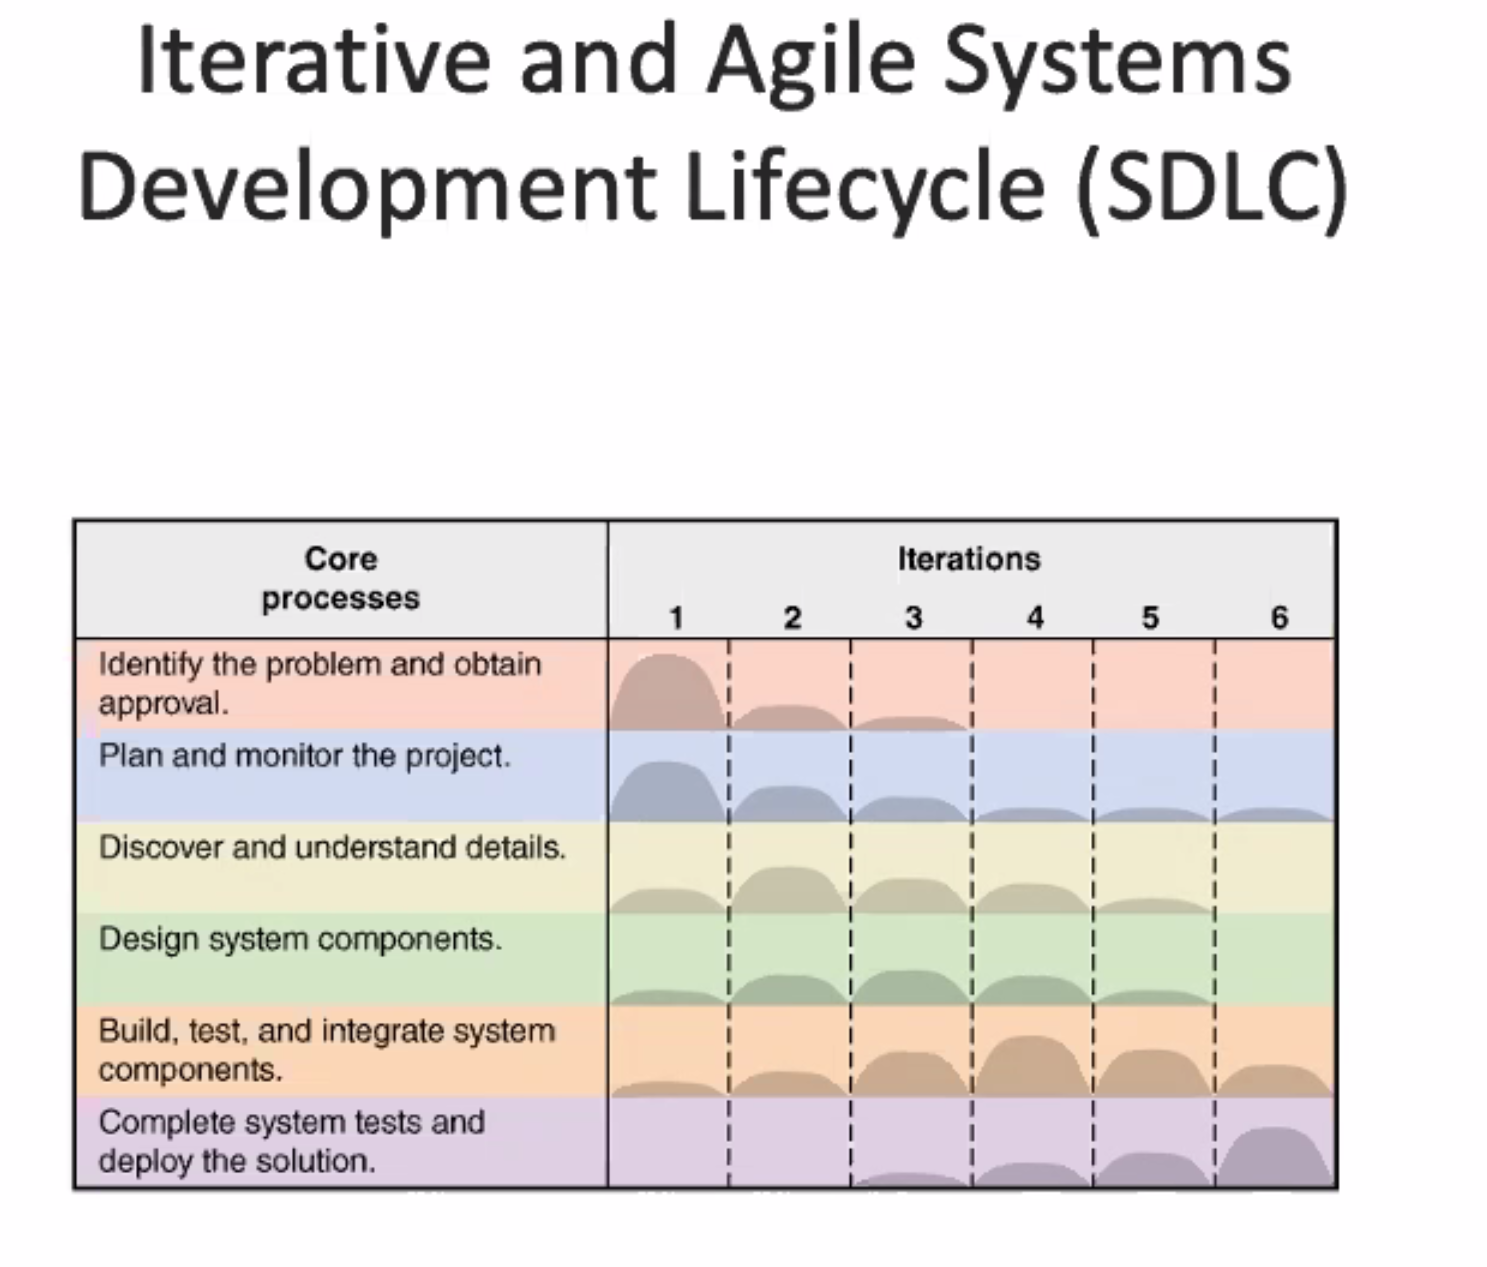 Iterative and Agile Systems
Development Lifecycle (SDLC)
Core
processes
Iterations
1 2 3 4 5 6
Identify the problem and obtain
approval.
Plan and monitor the project.
Discover and understand details.
Design system components.
Build, test, and integrate system
components.
Complete system tests and
deploy the solution.